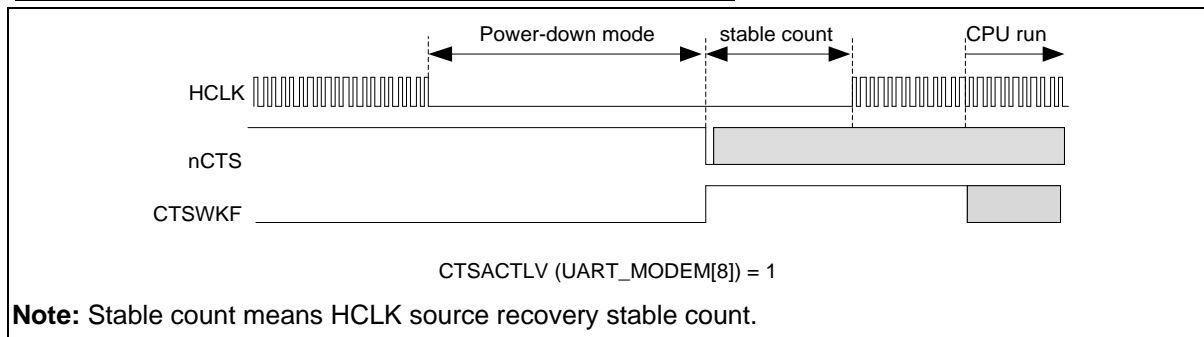 Power-down mode stable count CPU run
HCLK
nCTS
CTSWKF
CTSACTLV (UART_MODEM[8]) = 1
Note: Stable count means HCLK source recovery stable count.